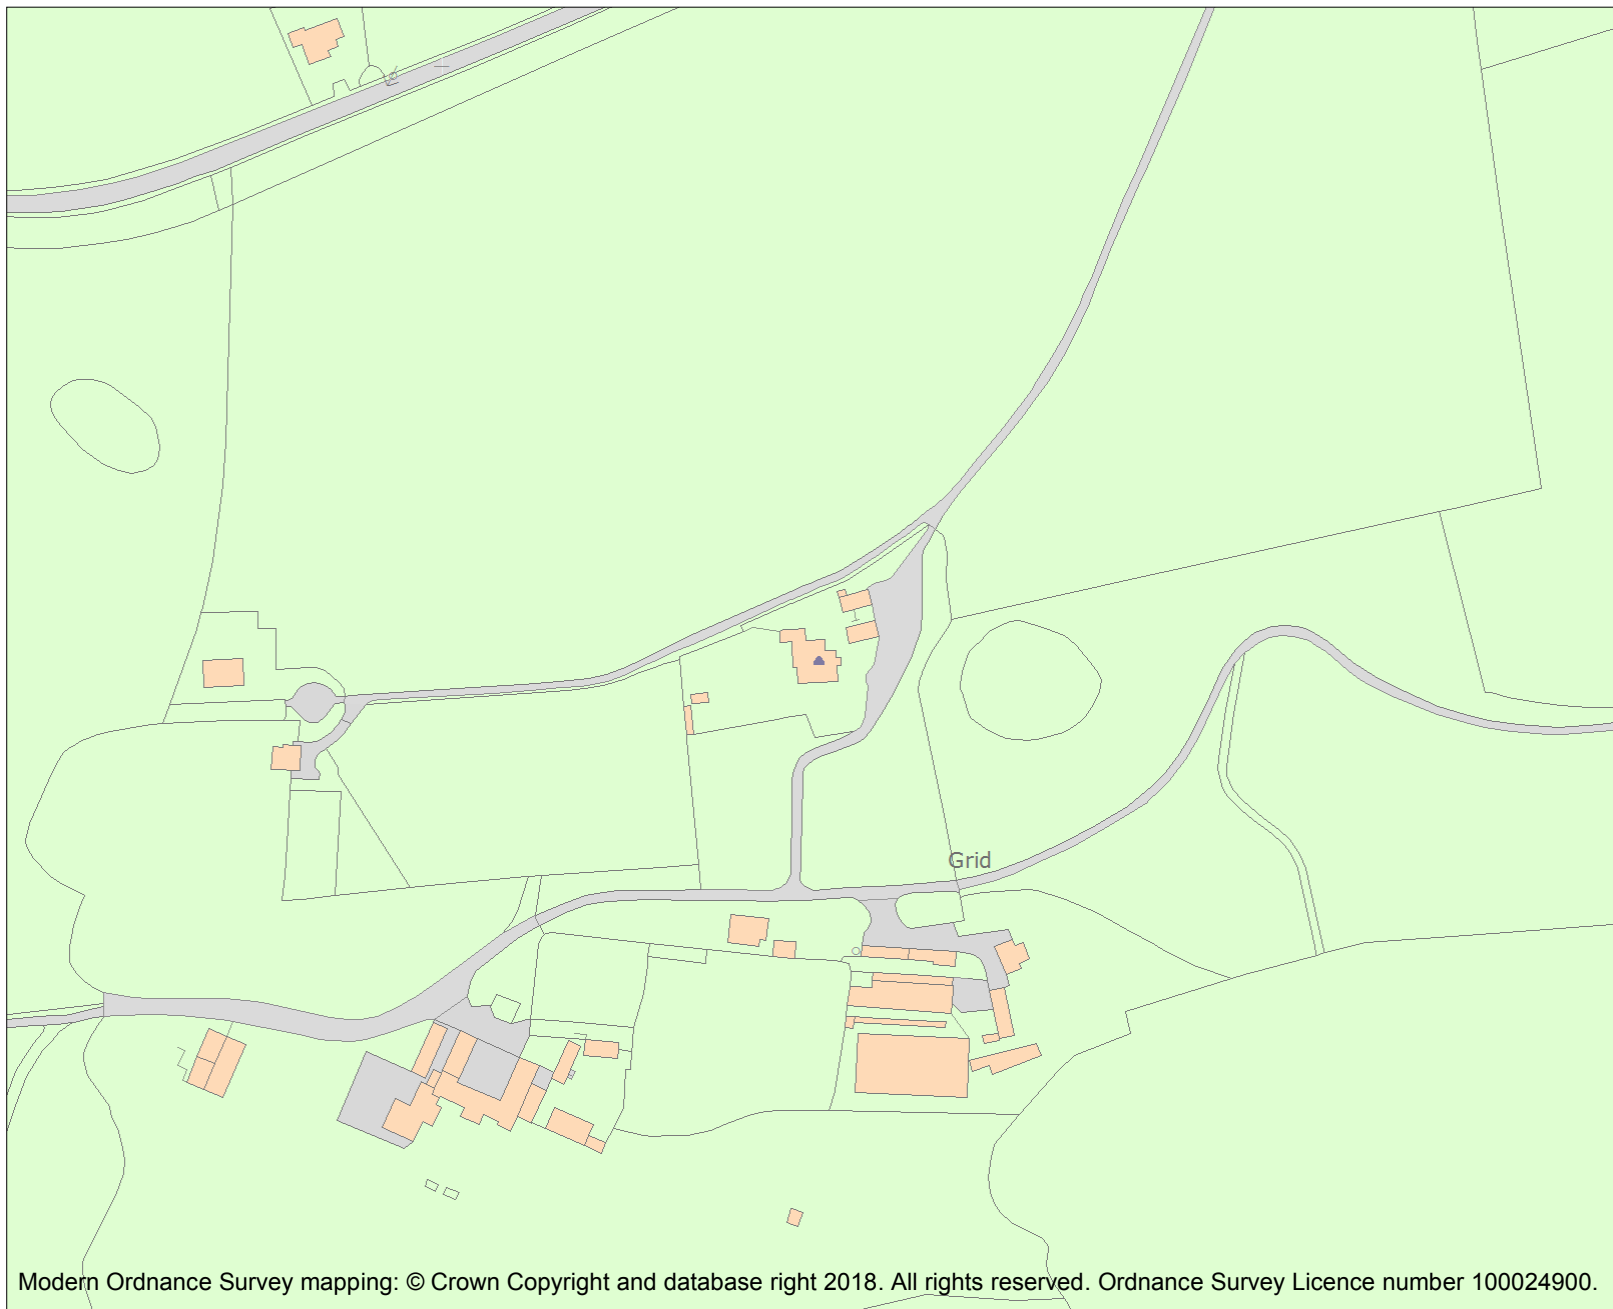 Grid
Modern Ordnance Survey mapping: © Crown Copyright and database right 2018. All rights reserved. Ordnance Survey Licence number 100024900.